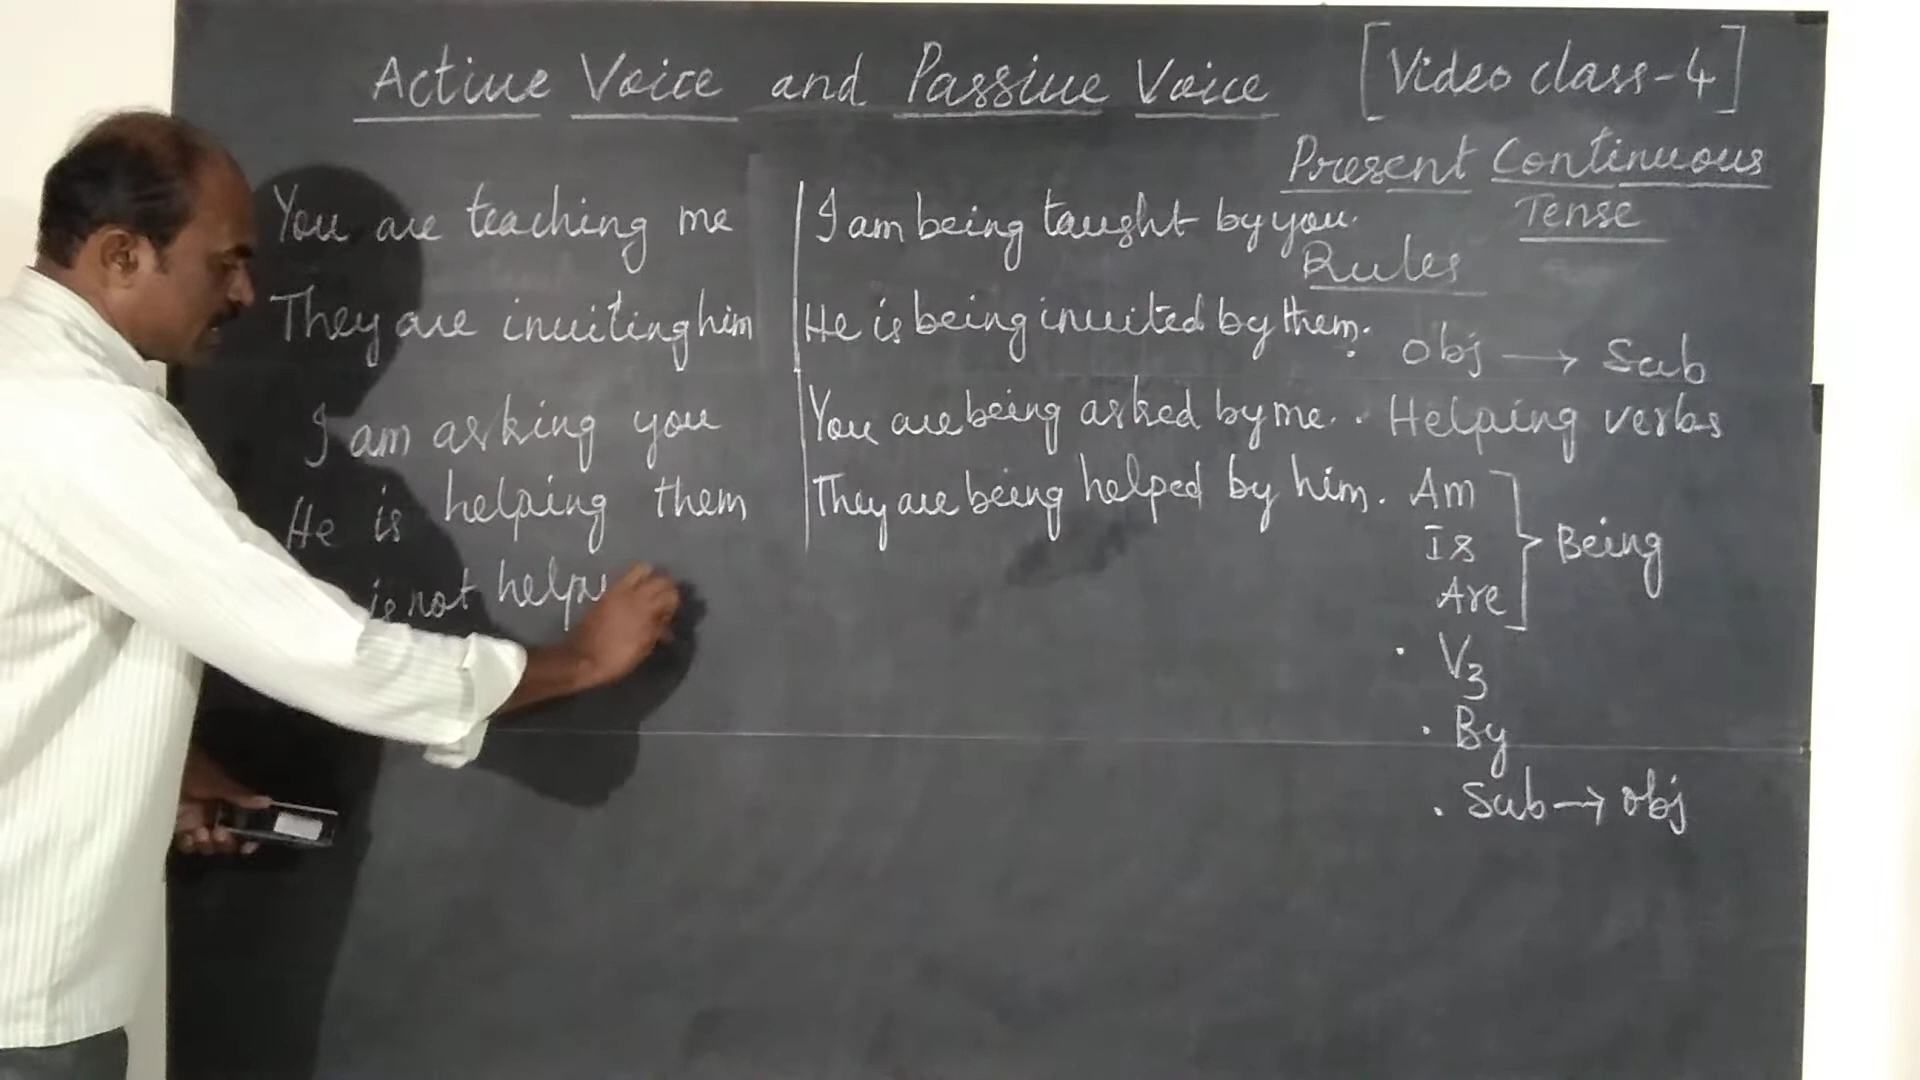 Active Voice and Passive Voice [Video class-4]
Present Continuous
Tense
You are teaching me
I am being taught by you.
Rules
They are inviting him
He is being invited by them.
. Obj → Sub
I am asking you
You are being asked by me.
. Helping verbs
He is helping them
They are being helped by him.
Am
Is
Are
Being
is not
. V3
. By
. Sub → obj